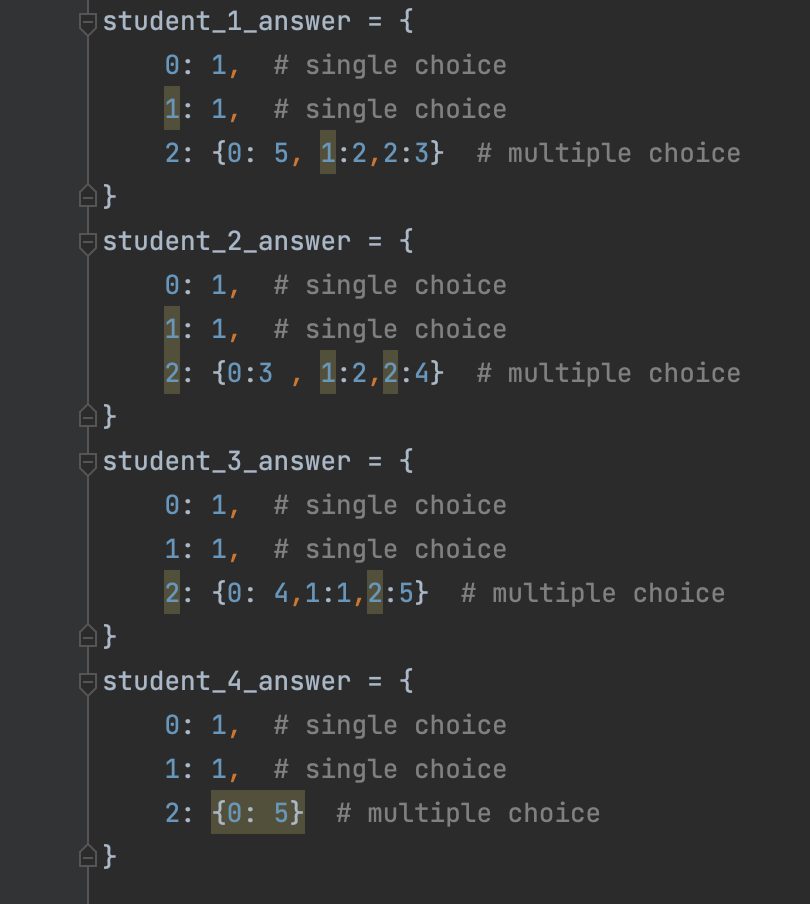 student_1_answer = {
    0: 1,  # single choice
    1: 1,  # single choice
    2: {0: 5, 1:2,2:3}  # multiple choice
}
student_2_answer = {
    0: 1,  # single choice
    1: 1,  # single choice
    2: {0:3 , 1:2,2:4}  # multiple choice
}
student_3_answer = {
    0: 1,  # single choice
    1: 1,  # single choice
    2: {0: 4,1:1,2:5}  # multiple choice
}
student_4_answer = {
    0: 1,  # single choice
    1: 1,  # single choice
    2: {0: 5}  # multiple choice
}